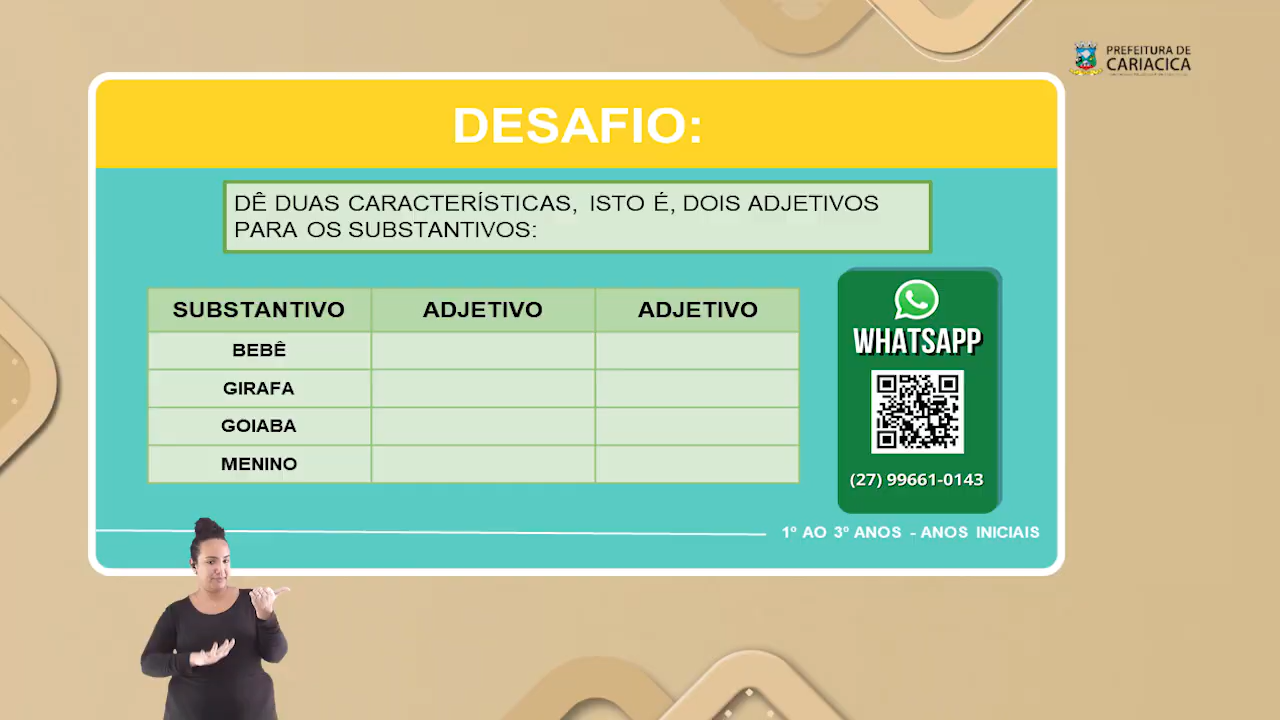 PREFEITURA DE
CARIACICA
DESAFIO:
DÊ DUAS CARACTERÍSTICAS, ISTO É, DOIS ADJETIVOS
PARA OS SUBSTANTIVOS:
SUBSTANTIVO ADJETIVO ADJETIVO
BEBÊ
GIRAFA
GOIABA
MENINO
WHATSAPP
(27) 99661-0143
1º AO 3º ANOS - ANOS INICIAIS